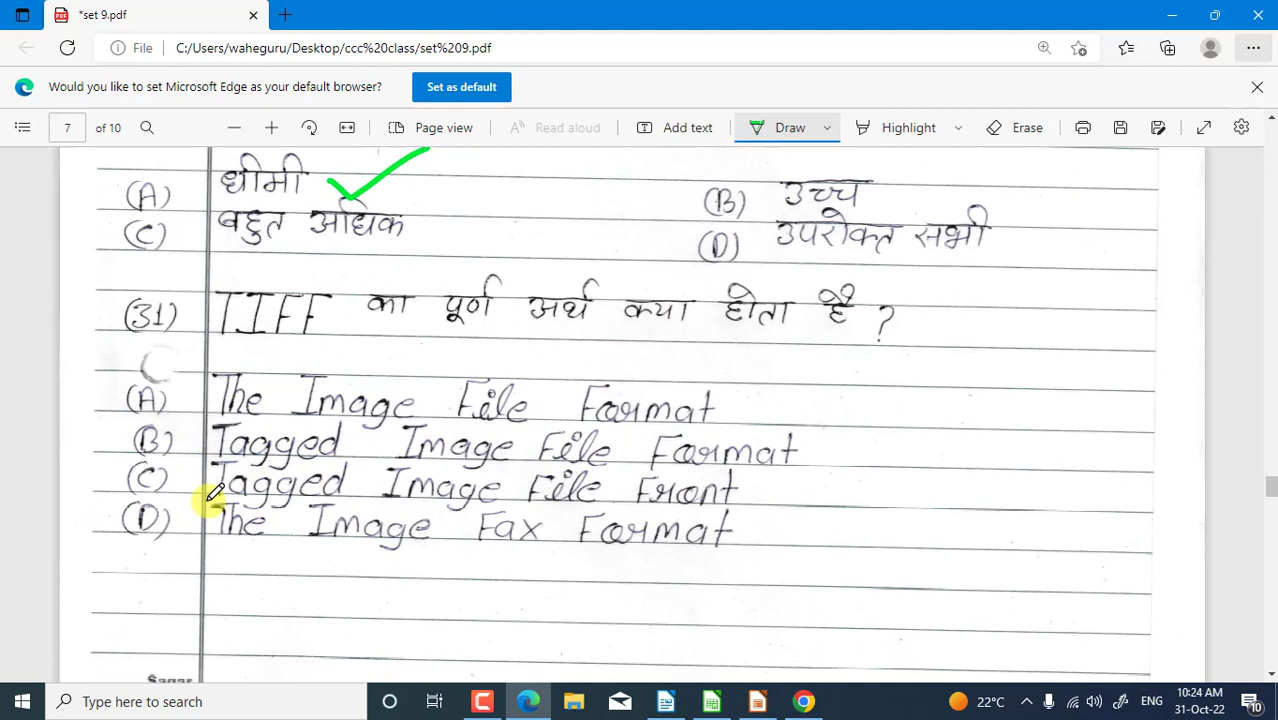 *set 9.pdf
File C:/Users/waheguru/Desktop/ccc%20class/set%209.pdf
Would you like to set Microsoft Edge as your default browser? Set as default
7 of 10 Page view Read aloud Add text Draw Highlight Erase
(A) धीमी (B) उच्च
(C) बहुत अधिक (D) उपरोक्त सभी
(31) TIFF का पूर्ण अर्थ क्या होता है ?
(A) The Image File Format
(B) Tagged Image File Format
(C) Tagged Image File Front
(D) The Image Fax Format
Sagar
Type here to search 22°C ENG 10:24 AM 31-Oct-22 10